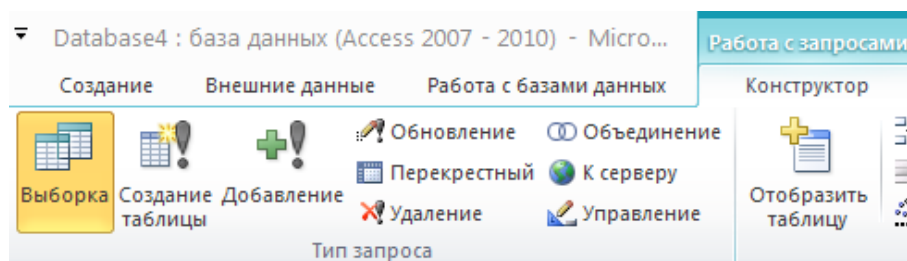 Database4 : база данных (Access 2007 - 2010) - Micro...
Работа с запросами
Создание Внешние данные Работа с базами данных Конструктор
Выборка
Создание таблицы
Добавление
Обновление
Перекрестный
Удаление
Объединение
К серверу
Управление
Отобразить таблицу
Тип запроса